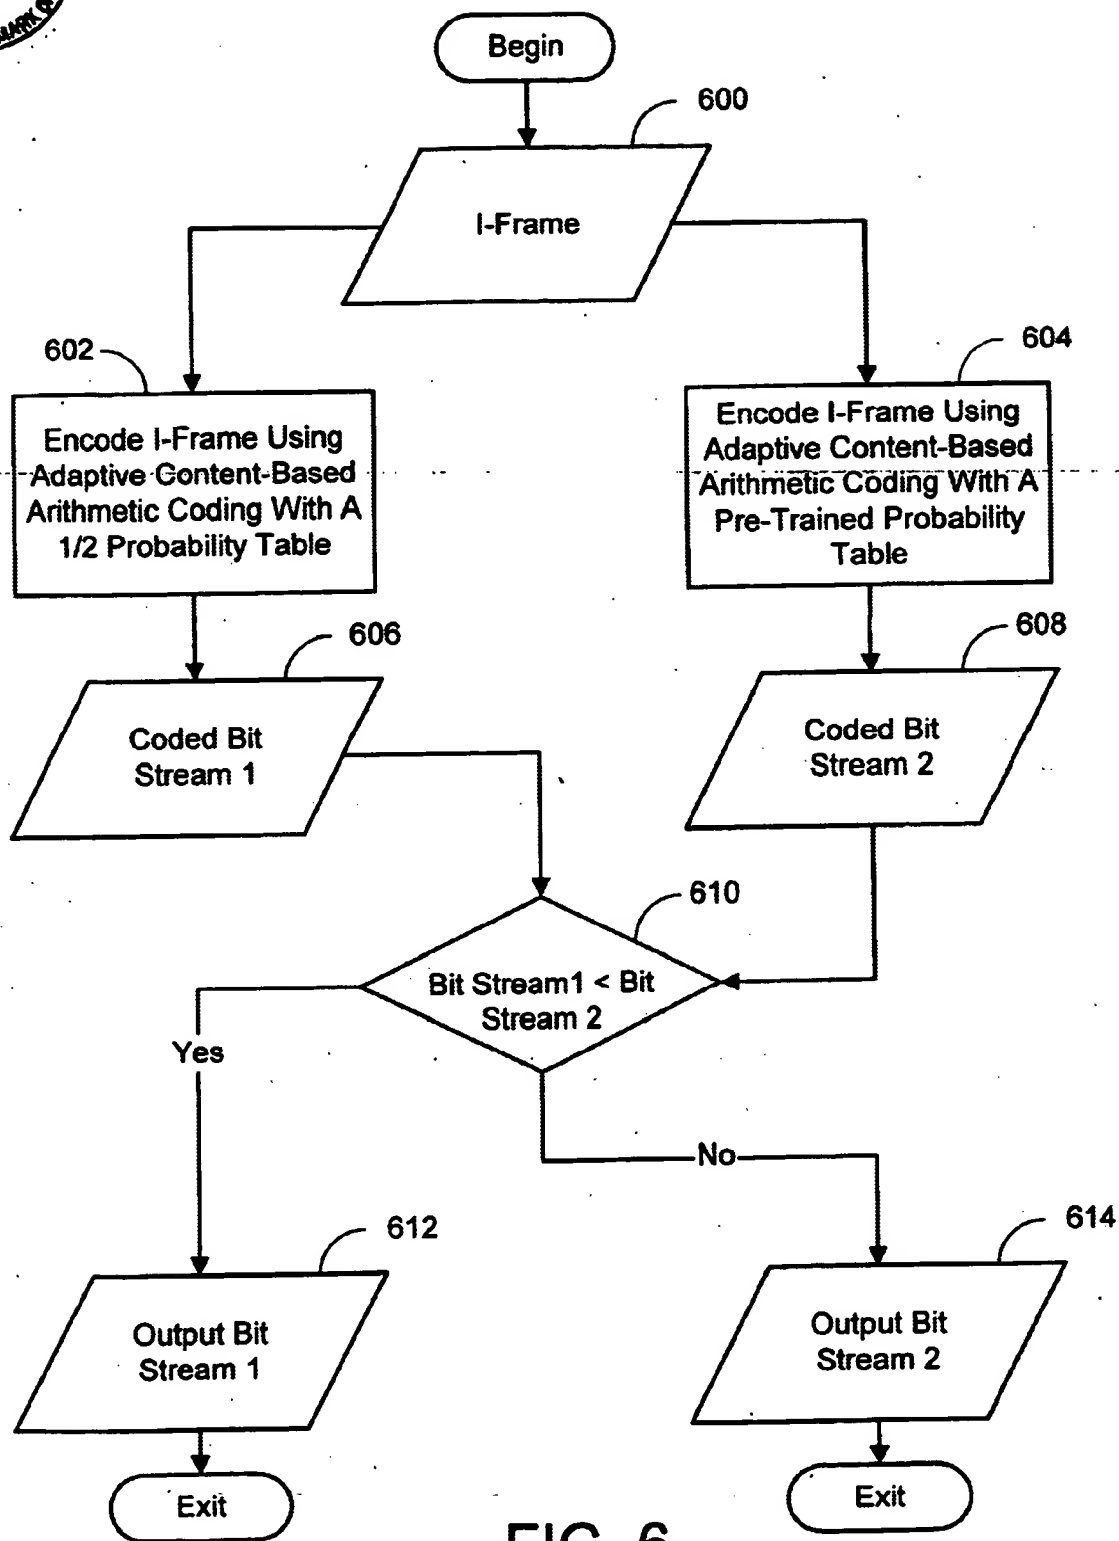 MARK O
Begin
600
I-Frame
602
604
Encode I-Frame Using
Adaptive Content-Based
Arithmetic Coding With A
1/2 Probability Table
Encode I-Frame Using
Adaptive Content-Based
Arithmetic Coding With A
Pre-Trained Probability
Table
606
608
Coded Bit
Stream 1
Coded Bit
Stream 2
610
Bit Stream1 < Bit
Stream 2
Yes
No
612
614
Output Bit
Stream 1
Output Bit
Stream 2
Exit
Exit
FIG. 6